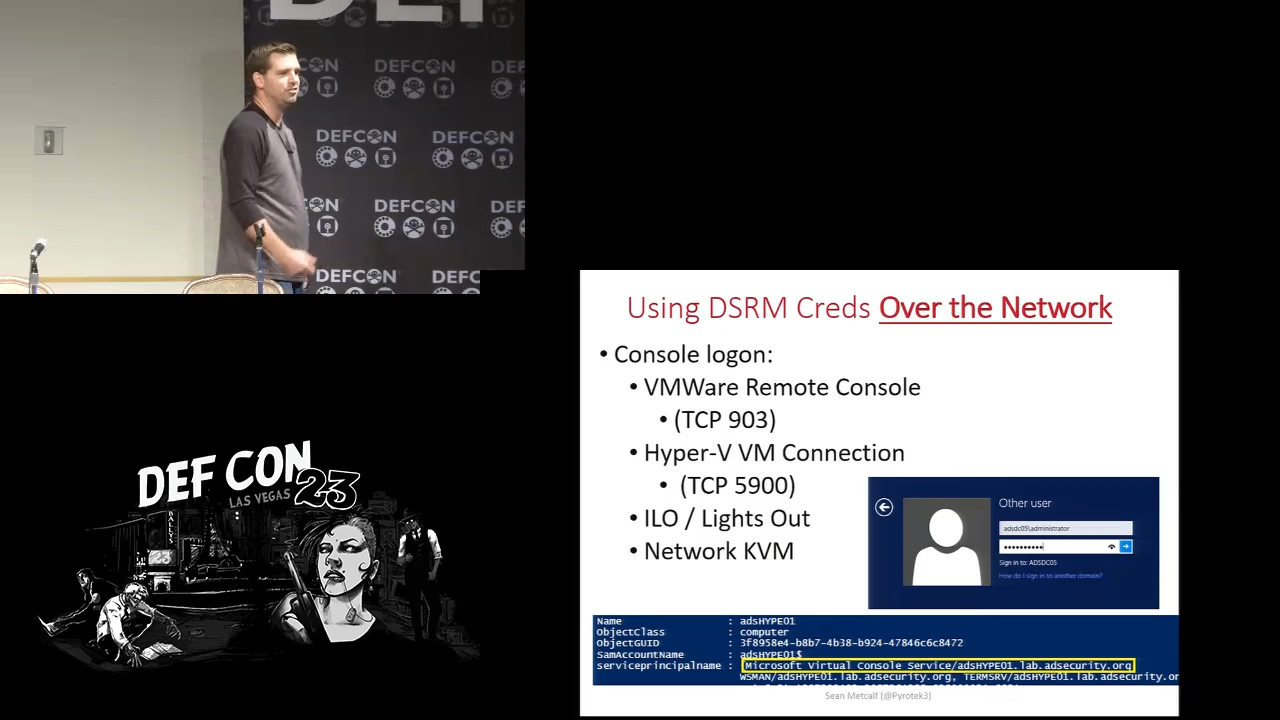 DEFCON
DEFCON
DEFCON
DEFCON
DEFCON
DEFCON
DEF CON
LAS VEGAS 23
BALLYS
23
Using DSRM Creds Over the Network
• Console logon:
• VMWare Remote Console
• (TCP 903)
• Hyper-V VM Connection
• (TCP 5900)
• ILO / Lights Out
• Network KVM
Other user
adsdc05\administrator
Sign in to: ADSDC05
How do I sign in to another domain?
Name : adsHYPE01
ObjectClass : computer
ObjectGUID : 3f8958e4-b8b7-4b38-b924-47846c6c8472
SamAccountName : adsHYPE01$
serviceprincipalname : {Microsoft Virtual Console Service/adsHYPE01.lab.adsecurity.org
WSMAN/adsHYPE01.lab.adsecurity.org, TERMSRV/adsHYPE01.lab.adsecurity.or
Sean Metcalf (@Pyrotek3)